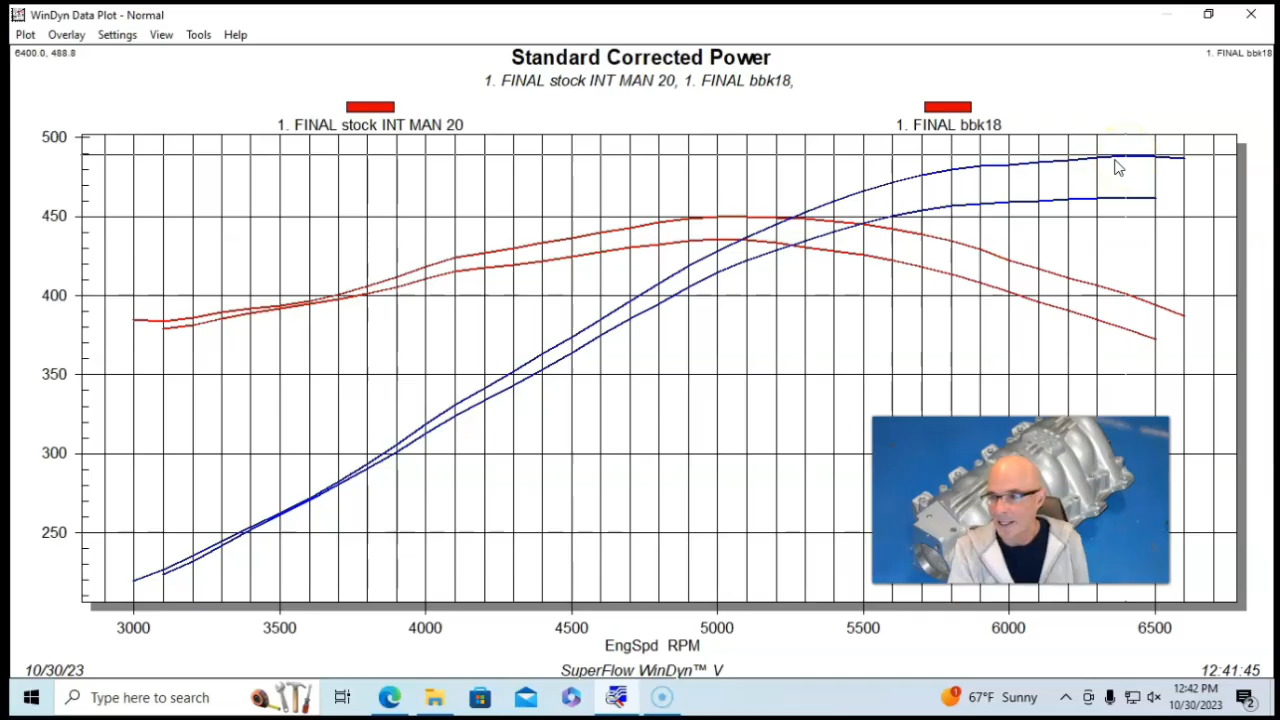 WinDyn Data Plot - Normal
Plot Overlay Settings View Tools Help
6400.0, 488.8
1. FINAL bbk18
Standard Corrected Power
1. FINAL stock INT MAN 20, 1. FINAL bbk18,
1. FINAL stock INT MAN 20
1. FINAL bbk18
500
450
400
350
300
250
3000 3500 4000 4500 5000 5500 6000 6500
EngSpd RPM
10/30/23 SuperFlow WinDyn™ V 12:41:45
Type here to search
1 67°F Sunny
12:42 PM
10/30/2023
2